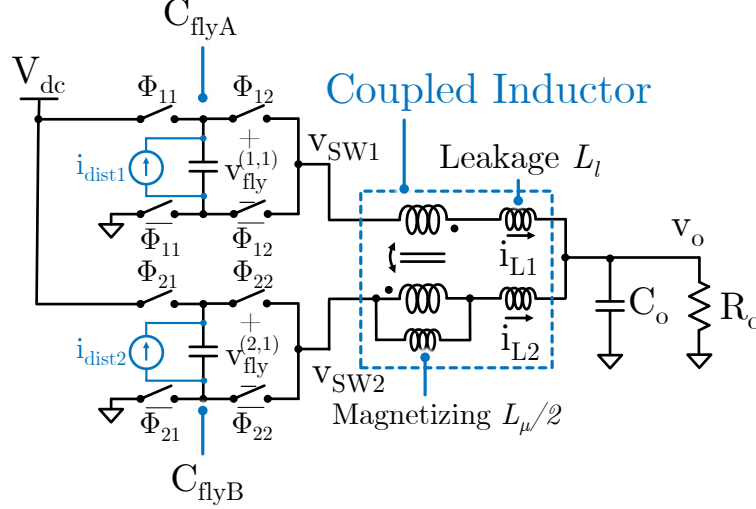 C_flyA
V_dc
Φ_11
Φ_12
Coupled Inductor
i_dist1
+
v_fly^(1,1)
−
v_SW1
Leakage L_l
Φ̅_11
Φ̅_12
i_L1
v_o
Φ_21
Φ_22
C_o
R_o
i_dist2
+
v_fly^(2,1)
−
v_SW2
i_L2
Magnetizing L_μ/2
Φ̅_21
Φ̅_22
C_flyB